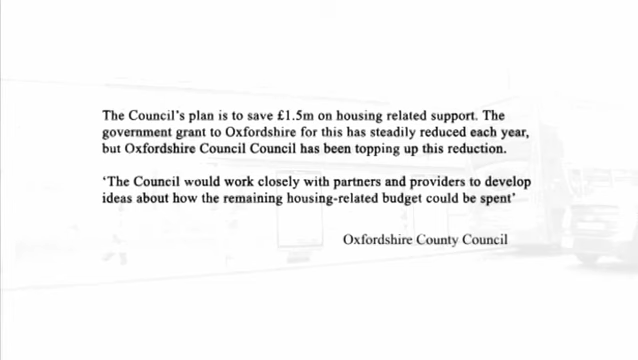 The Council's plan is to save £1.5m on housing related support. The
government grant to Oxfordshire for this has steadily reduced each year,
but Oxfordshire Council Council has been topping up this reduction.
'The Council would work closely with partners and providers to develop
ideas about how the remaining housing-related budget could be spent'
Oxfordshire County Council